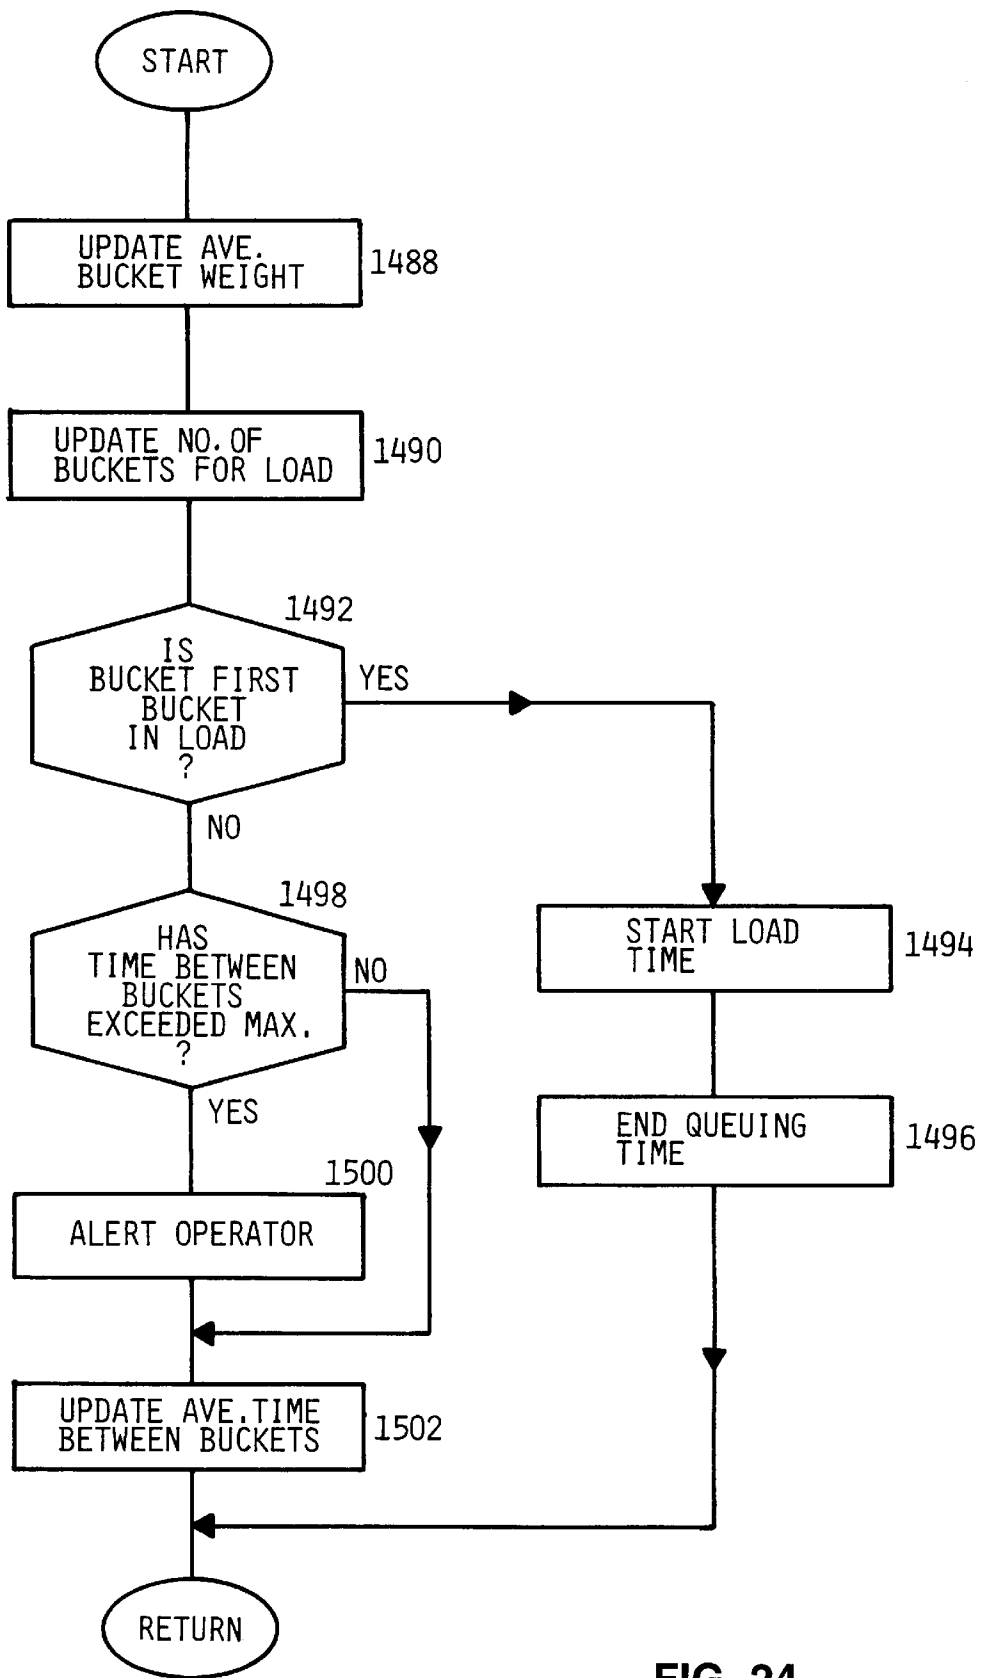 START
UPDATE AVE.
BUCKET WEIGHT
1488
UPDATE NO.OF
BUCKETS FOR LOAD
1490
1492
IS
BUCKET FIRST
BUCKET
IN LOAD
?
YES
NO
1498
HAS
TIME BETWEEN
BUCKETS
EXCEEDED MAX.
?
NO
YES
START LOAD
TIME
1494
END QUEUING
TIME
1496
1500
ALERT OPERATOR
UPDATE AVE.TIME
BETWEEN BUCKETS
1502
RETURN
FIG. 24